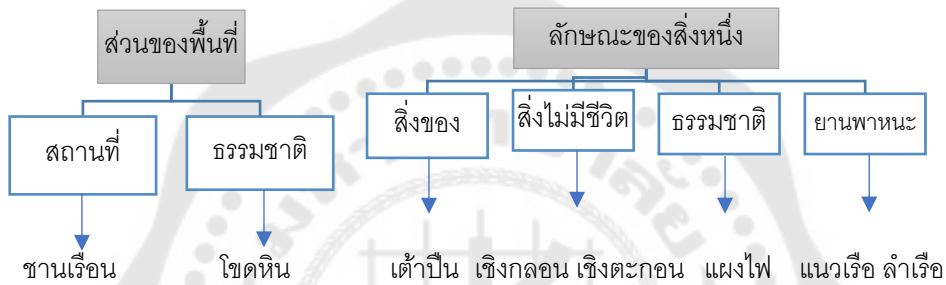 ส่วนของพื้นที่
ลักษณะของสิ่งหนึ่ง
สถานที่
ธรรมชาติ
สิ่งของ
สิ่งไม่มีชีวิต
ธรรมชาติ
ยานพาหนะ
ชานเรือน
โขดหิน
เต้าปืน
เชิงกลอน เชิงตะกอน
แผงไฟ
แนวเรือ ลำเรือ